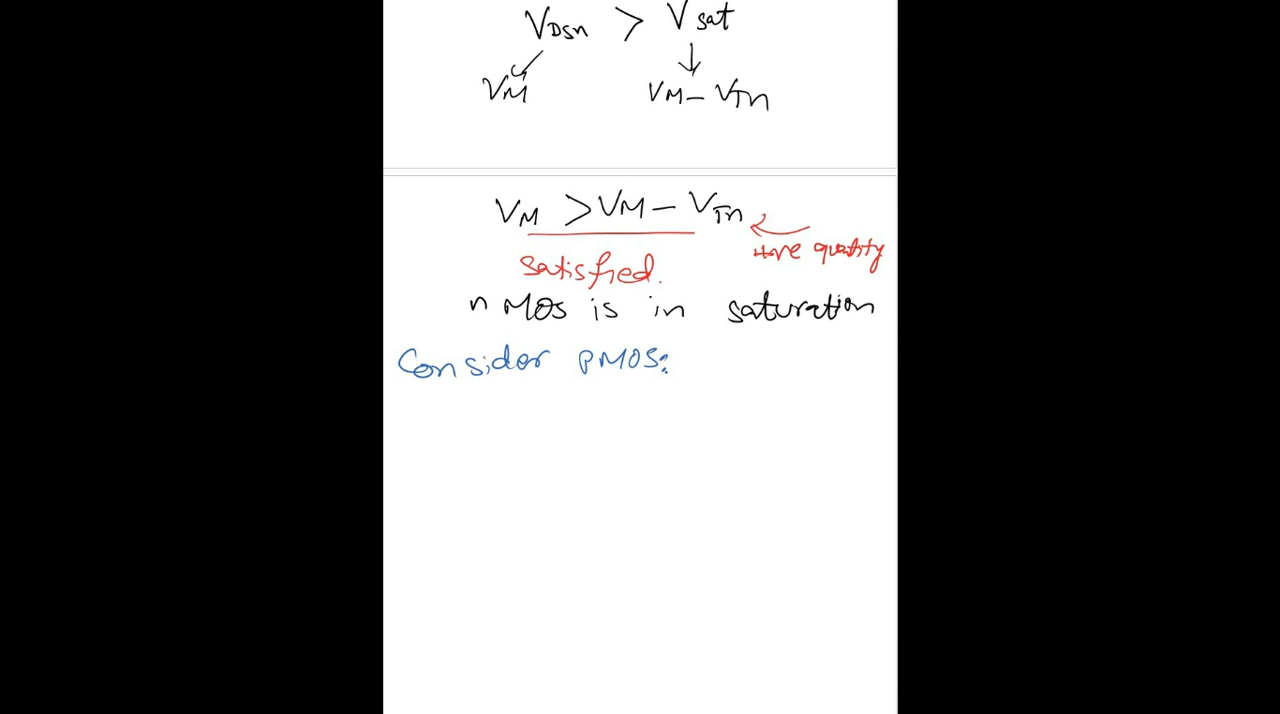 VDSn > Vsat
VM VM - VTn
VM > VM - VTn
+ve quantity
satisfied.
nMOS is in saturation
Consider PMOS: